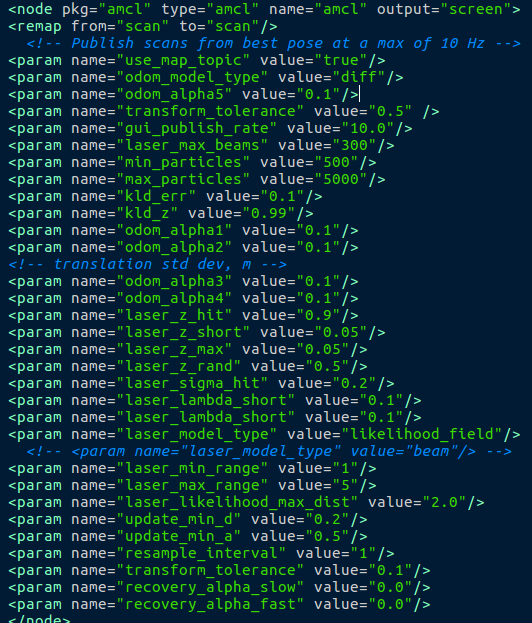 <node pkg="amcl" type="amcl" name="amcl" output="screen">
<remap from="scan" to="scan"/>
<!-- Publish scans from best pose at a max of 10 Hz -->
<param name="use_map_topic" value="true"/>
<param name="odom_model_type" value="diff"/>
<param name="odom_alpha5" value="0.1"/>
<param name="transform_tolerance" value="0.5" />
<param name="gui_publish_rate" value="10.0"/>
<param name="laser_max_beams" value="300"/>
<param name="min_particles" value="500"/>
<param name="max_particles" value="5000"/>
<param name="kld_err" value="0.1"/>
<param name="kld_z" value="0.99"/>
<param name="odom_alpha1" value="0.1"/>
<param name="odom_alpha2" value="0.1"/>
<!-- translation std dev, m -->
<param name="odom_alpha3" value="0.1"/>
<param name="odom_alpha4" value="0.1"/>
<param name="laser_z_hit" value="0.9"/>
<param name="laser_z_short" value="0.05"/>
<param name="laser_z_max" value="0.05"/>
<param name="laser_z_rand" value="0.5"/>
<param name="laser_sigma_hit" value="0.2"/>
<param name="laser_lambda_short" value="0.1"/>
<param name="laser_lambda_short" value="0.1"/>
<param name="laser_model_type" value="likelihood_field"/>
<!-- <param name="laser_model_type" value="beam"/> -->
<param name="laser_min_range" value="1"/>
<param name="laser_max_range" value="5"/>
<param name="laser_likelihood_max_dist" value="2.0"/>
<param name="update_min_d" value="0.2"/>
<param name="update_min_a" value="0.5"/>
<param name="resample_interval" value="1"/>
<param name="transform_tolerance" value="0.1"/>
<param name="recovery_alpha_slow" value="0.0"/>
<param name="recovery_alpha_fast" value="0.0"/>
</node>